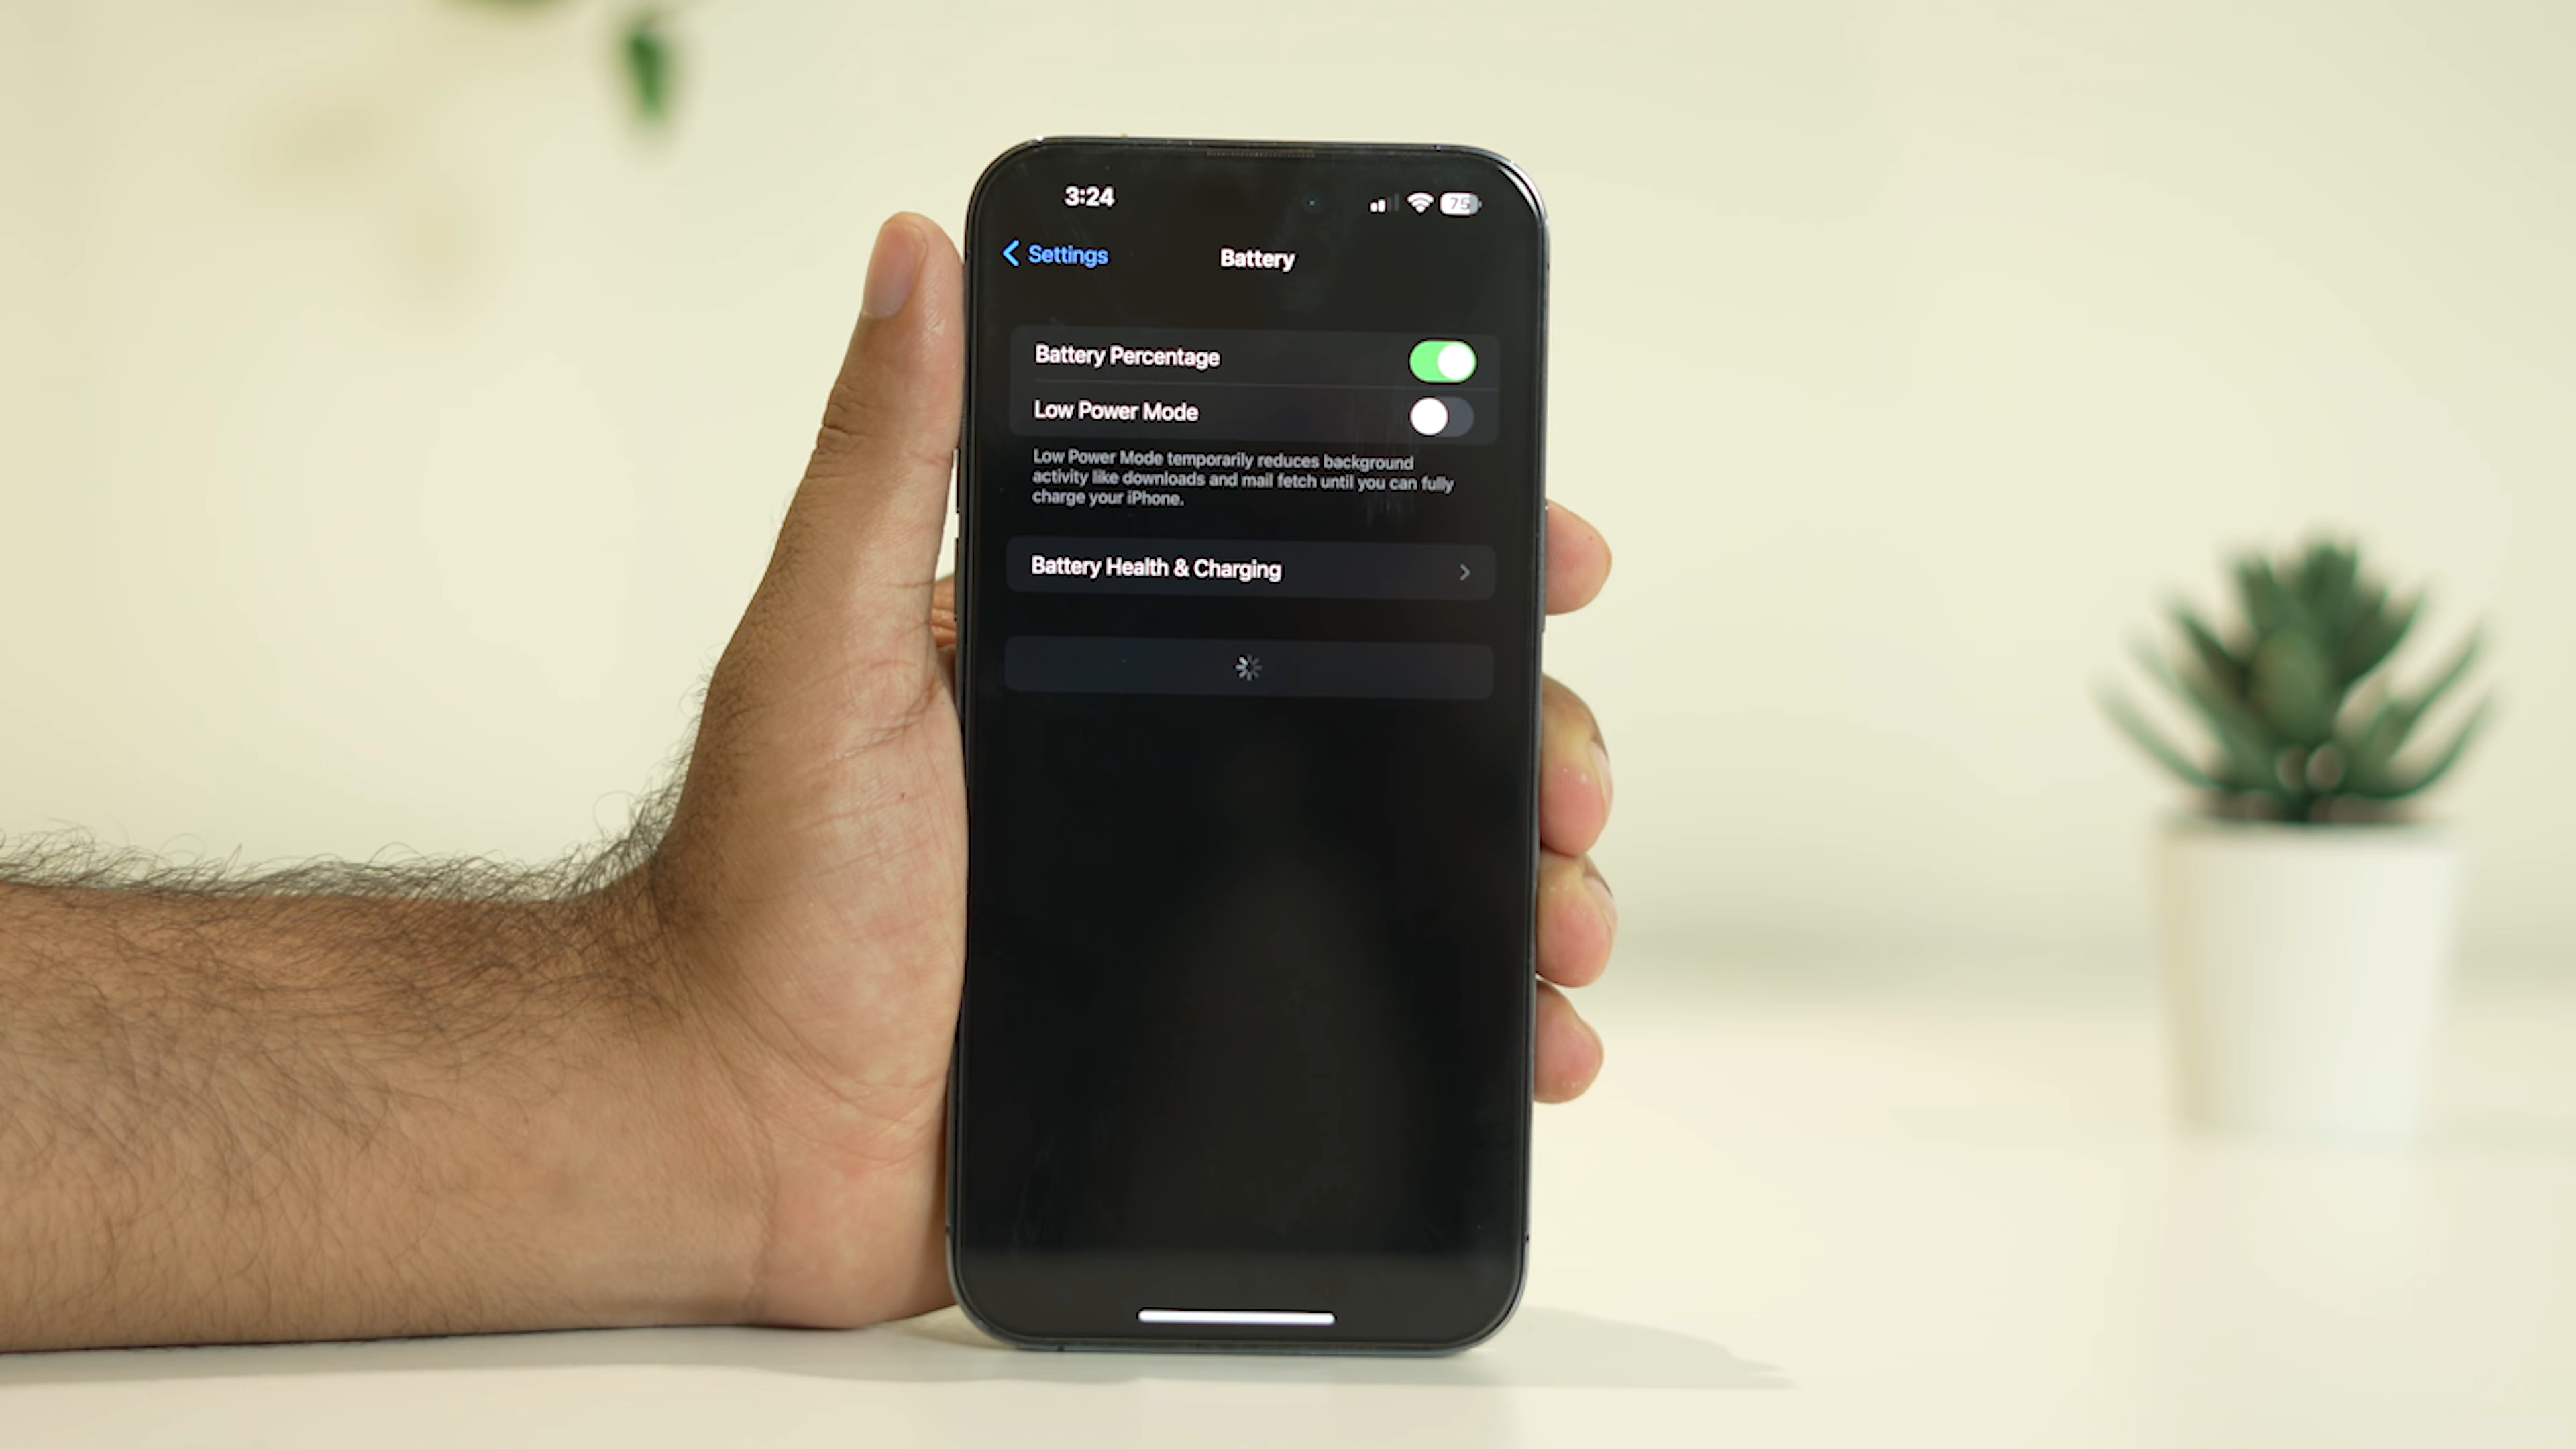 3:24
75
Settings
Battery
Battery Percentage
Low Power Mode
Low Power Mode temporarily reduces background
activity like downloads and mail fetch until you can fully
charge your iPhone.
Battery Health & Charging